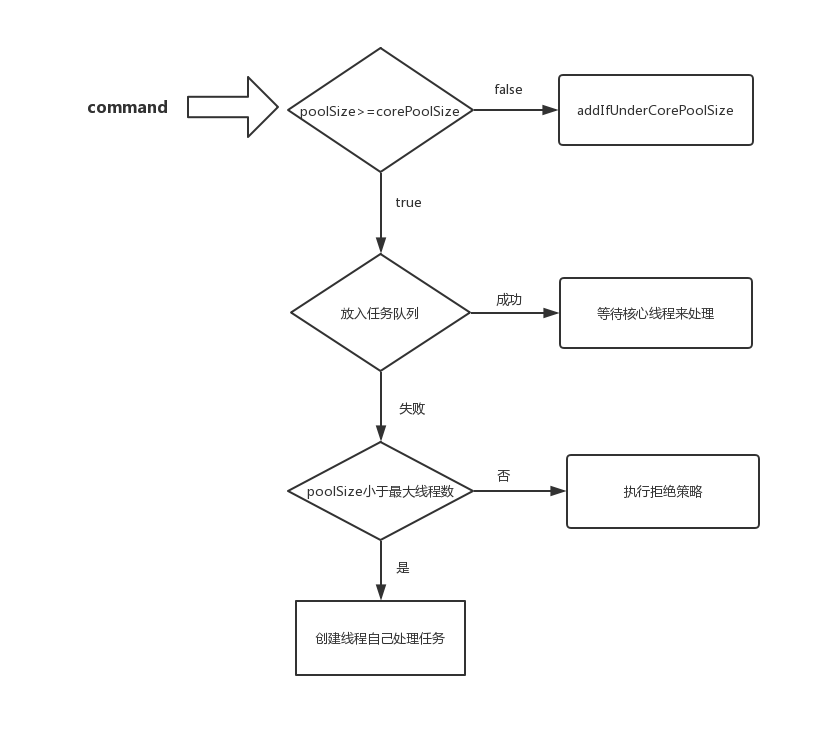 command
poolSize>=corePoolSize
false
addIfUnderCorePoolSize
true
放入任务队列
成功
等待核心线程来处理
失败
poolSize小于最大线程数
否
执行拒绝策略
是
创建线程自己处理任务